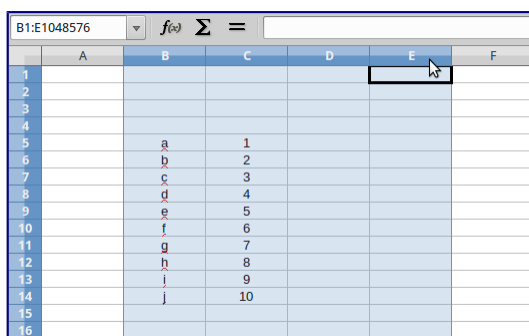 B1:E1048576 f(x) Σ =
A B C D E F
1
2
3
4
5 a 1
6 b 2
7 c 3
8 d 4
9 e 5
10 f 6
11 g 7
12 h 8
13 i 9
14 j 10
15
16